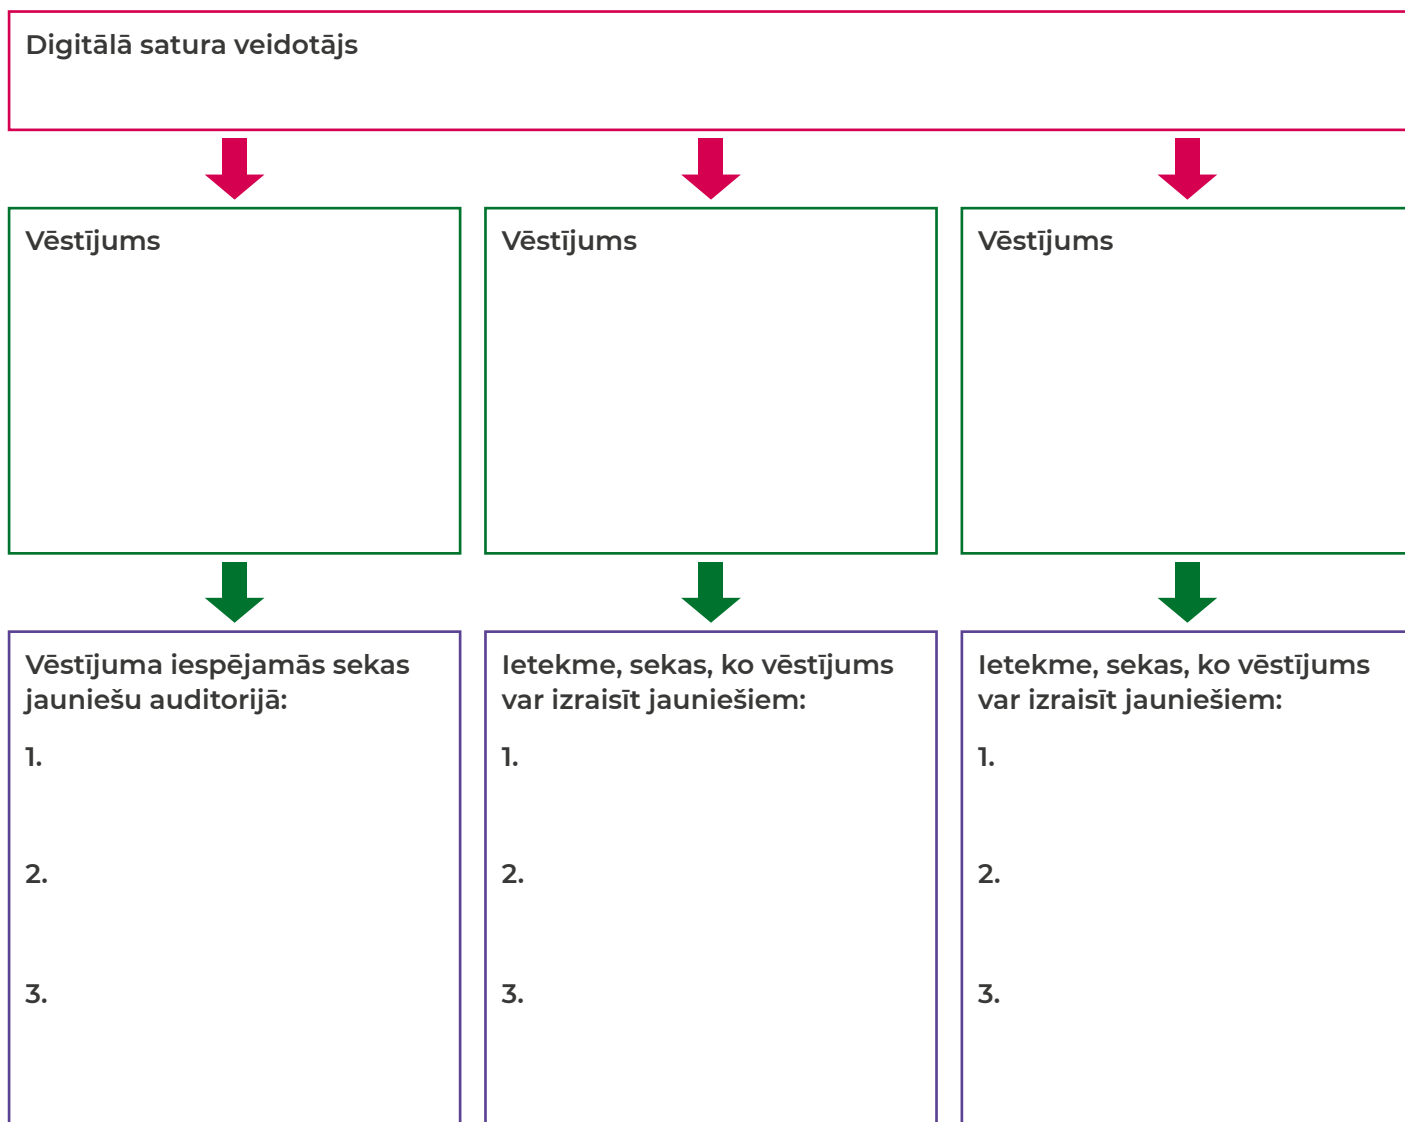 Digitālā satura veidotājs
Vēstījums
Vēstījums
Vēstījums
Vēstījuma iespējamās sekas
jauniešu auditorijā:
1.
2.
3.
Ietekme, sekas, ko vēstījums
var izraisīt jauniešiem:
1.
2.
3.
Ietekme, sekas, ko vēstījums
var izraisīt jauniešiem:
1.
2.
3.